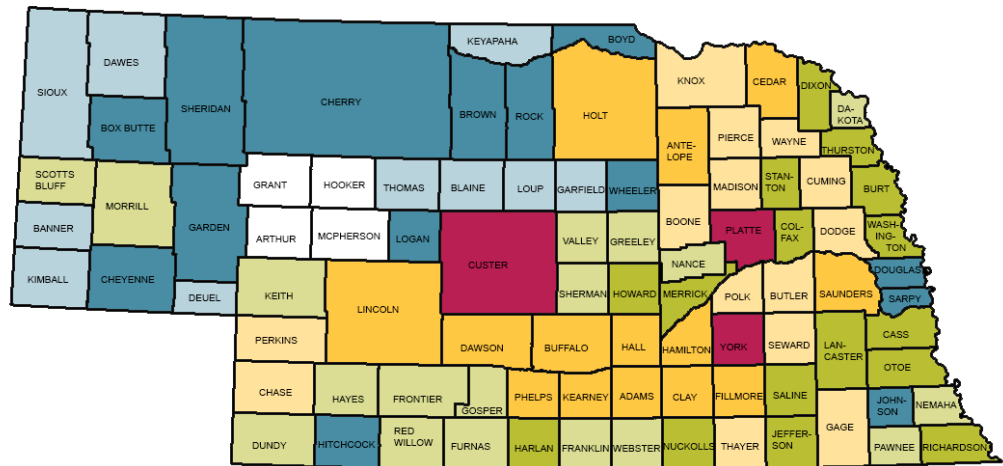 KEYAPAHA
BOYD
DAWES
SIOUX
SHERIDAN
CHERRY
BROWN
ROCK
HOLT
KNOX
CEDAR
DIXON
DA-
KOTA
BOX BUTTE
ANTE-
LOPE
PIERCE
WAYNE
THURSTON
SCOTTS
BLUFF
MORRILL
GARDEN
GRANT
HOOKER
THOMAS
BLAINE
LOUP
GARFIELD
WHEELER
MADISON
STAN-
TON
CUMING
BURT
BANNER
ARTHUR
MCPHERSON
LOGAN
CUSTER
VALLEY
GREELEY
BOONE
PLATTE
COL-
FAX
DODGE
WASH-
ING-
TON
KIMBALL
CHEYENNE
DEUEL
KEITH
LINCOLN
SHERMAN
HOWARD
NANCE
MERRICK
POLK
BUTLER
SAUNDERS
DOUGLAS
SARPY
PERKINS
DAWSON
BUFFALO
HALL
HAMILTON
YORK
SEWARD
LAN-
CASTER
CASS
OTOE
CHASE
HAYES
FRONTIER
GOSPER
PHELPS
KEARNEY
ADAMS
CLAY
FILLMORE
SALINE
JOHN-
SON
NEMAHA
DUNDY
HITCHCOCK
RED
WILLOW
FURNAS
HARLAN
FRANKLIN
WEBSTER
NUCKOLLS
THAYER
JEFFER-
SON
GAGE
PAWNEE
RICHARDSON